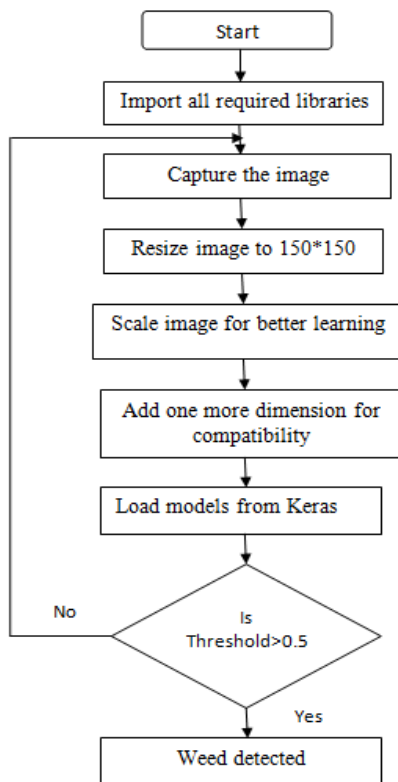 Start
Import all required libraries
Capture the image
Resize image to 150*150
Scale image for better learning
Add one more dimension for
compatibility
Load models from Keras
No
Is
Threshold>0.5
Yes
Weed detected